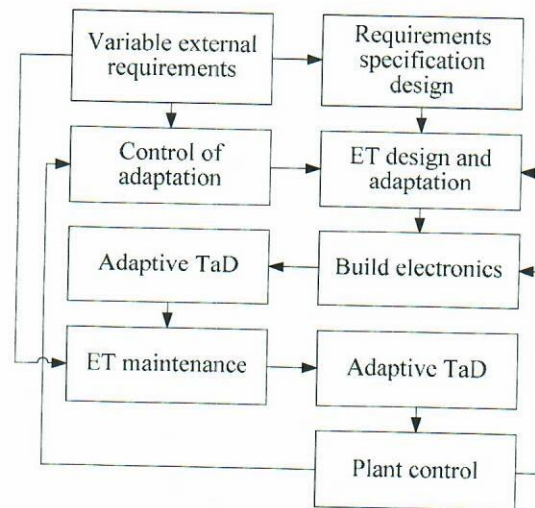 Variable external
requirements
Requirements
specification
design
Control of
adaptation
ET design and
adaptation
Adaptive TaD
Build electronics
ET maintenance
Adaptive TaD
Plant control